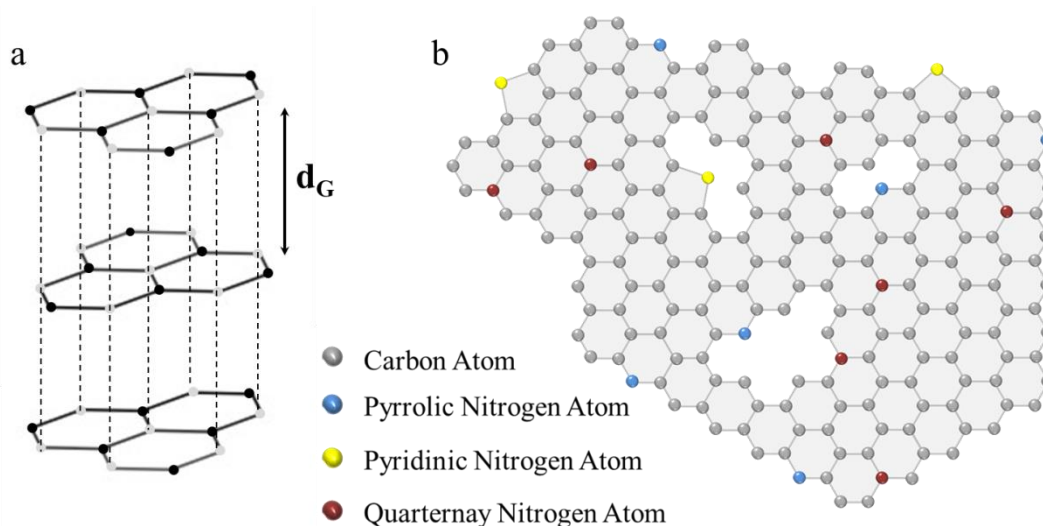 a
b
d_G
Carbon Atom
Pyrrolic Nitrogen Atom
Pyridinic Nitrogen Atom
Quarternay Nitrogen Atom